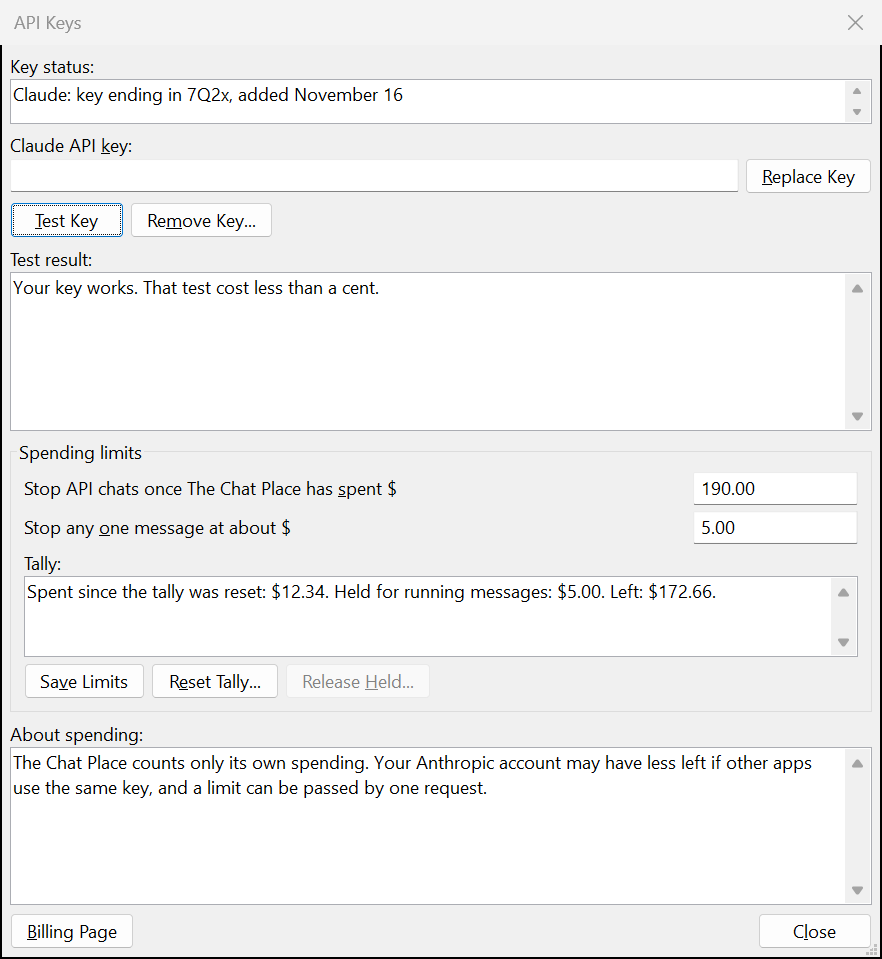 API Keys
Key status:
Claude: key ending in 7Q2x, added November 16
Claude API key:
Replace Key
Test Key
Remove Key...
Test result:
Your key works. That test cost less than a cent.
Spending limits
Stop API chats once The Chat Place has spent $
190.00
Stop any one message at about $
5.00
Tally:
Spent since the tally was reset: $12.34. Held for running messages: $5.00. Left: $172.66.
Save Limits
Reset Tally...
Release Held...
About spending:
The Chat Place counts only its own spending. Your Anthropic account may have less left if other apps
use the same key, and a limit can be passed by one request.
Billing Page
Close